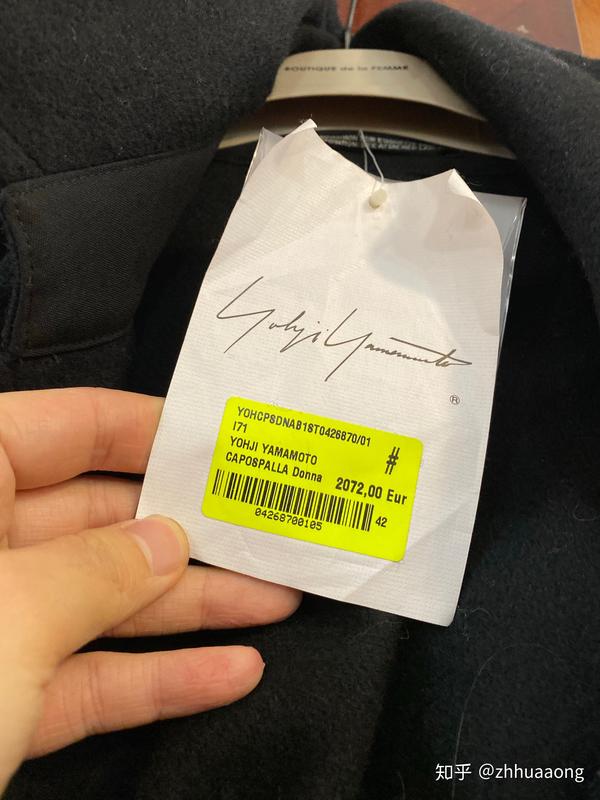 BOUTIQUE de la FEMME
Yohji Yamamoto
®
YOHCPSDNAB1ST0426870/01
I71
#
YOHJI YAMAMOTO
CAPOSPALLA Donna 2072,00 Eur
42
04268700105
知乎 @zhhuaaong